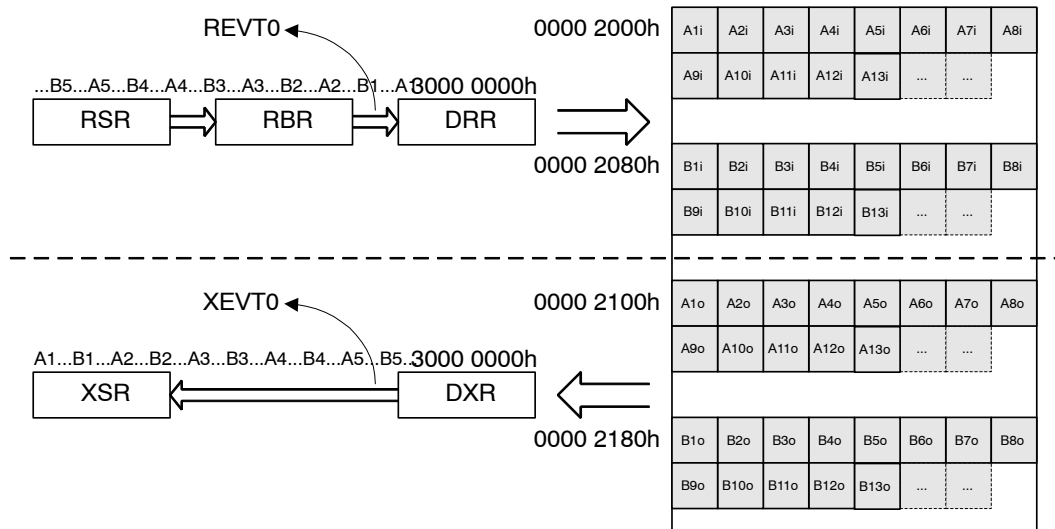 REVT0
0000 2000h
A1i A2i A3i A4i A5i A6i A7i A8i
A9i A10i A11i A12i A13i ... ...
...B5...A5...B4...A4...B3...A3...B2...A2...B1...A1
3000 0000h
RSR RBR DRR
0000 2080h
B1i B2i B3i B4i B5i B6i B7i B8i
B9i B10i B11i B12i B13i ... ...
XEVT0
0000 2100h
A1o A2o A3o A4o A5o A6o A7o A8o
A9o A10o A11o A12o A13o ... ...
A1...B1...A2...B2...A3...B3...A4...B4...A5...B5...
3000 0000h
XSR DXR
0000 2180h
B1o B2o B3o B4o B5o B6o B7o B8o
B9o B10o B11o B12o B13o ... ...